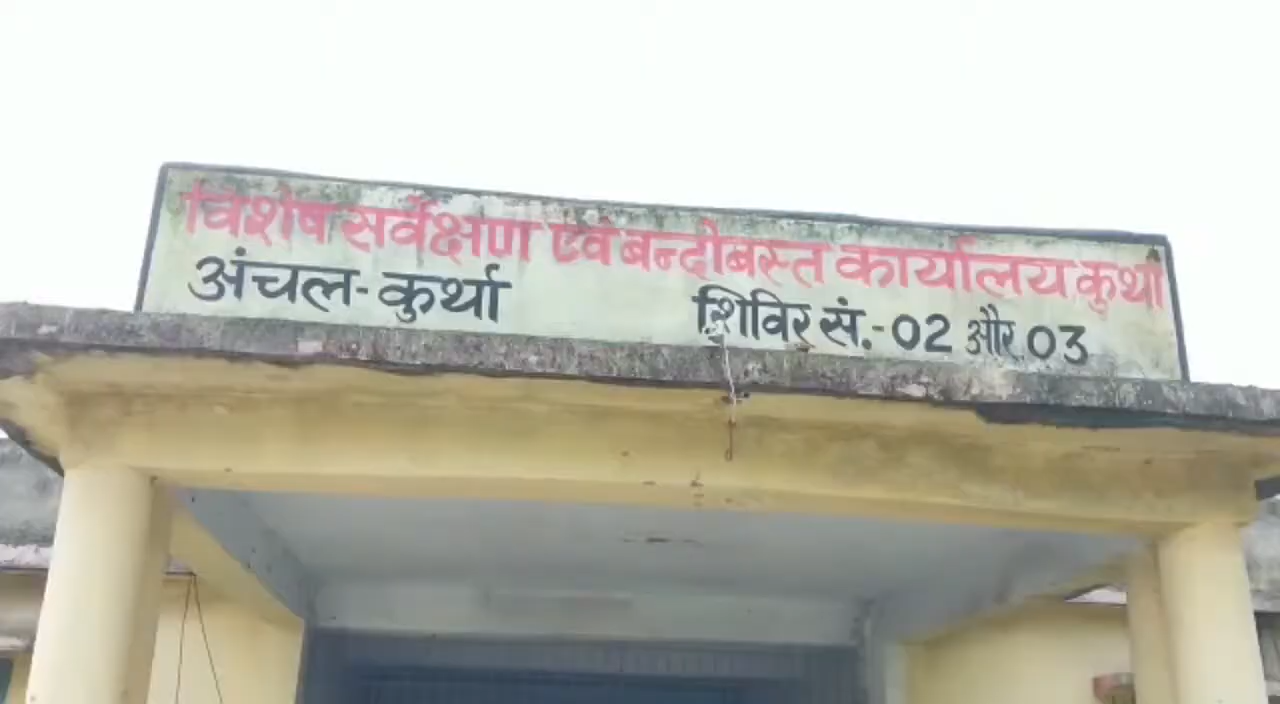 विशेष सर्वेक्षण एवं बन्दोबस्त कार्यालय कुर्था
अंचल-कुर्था शिविर सं.-02 और 03